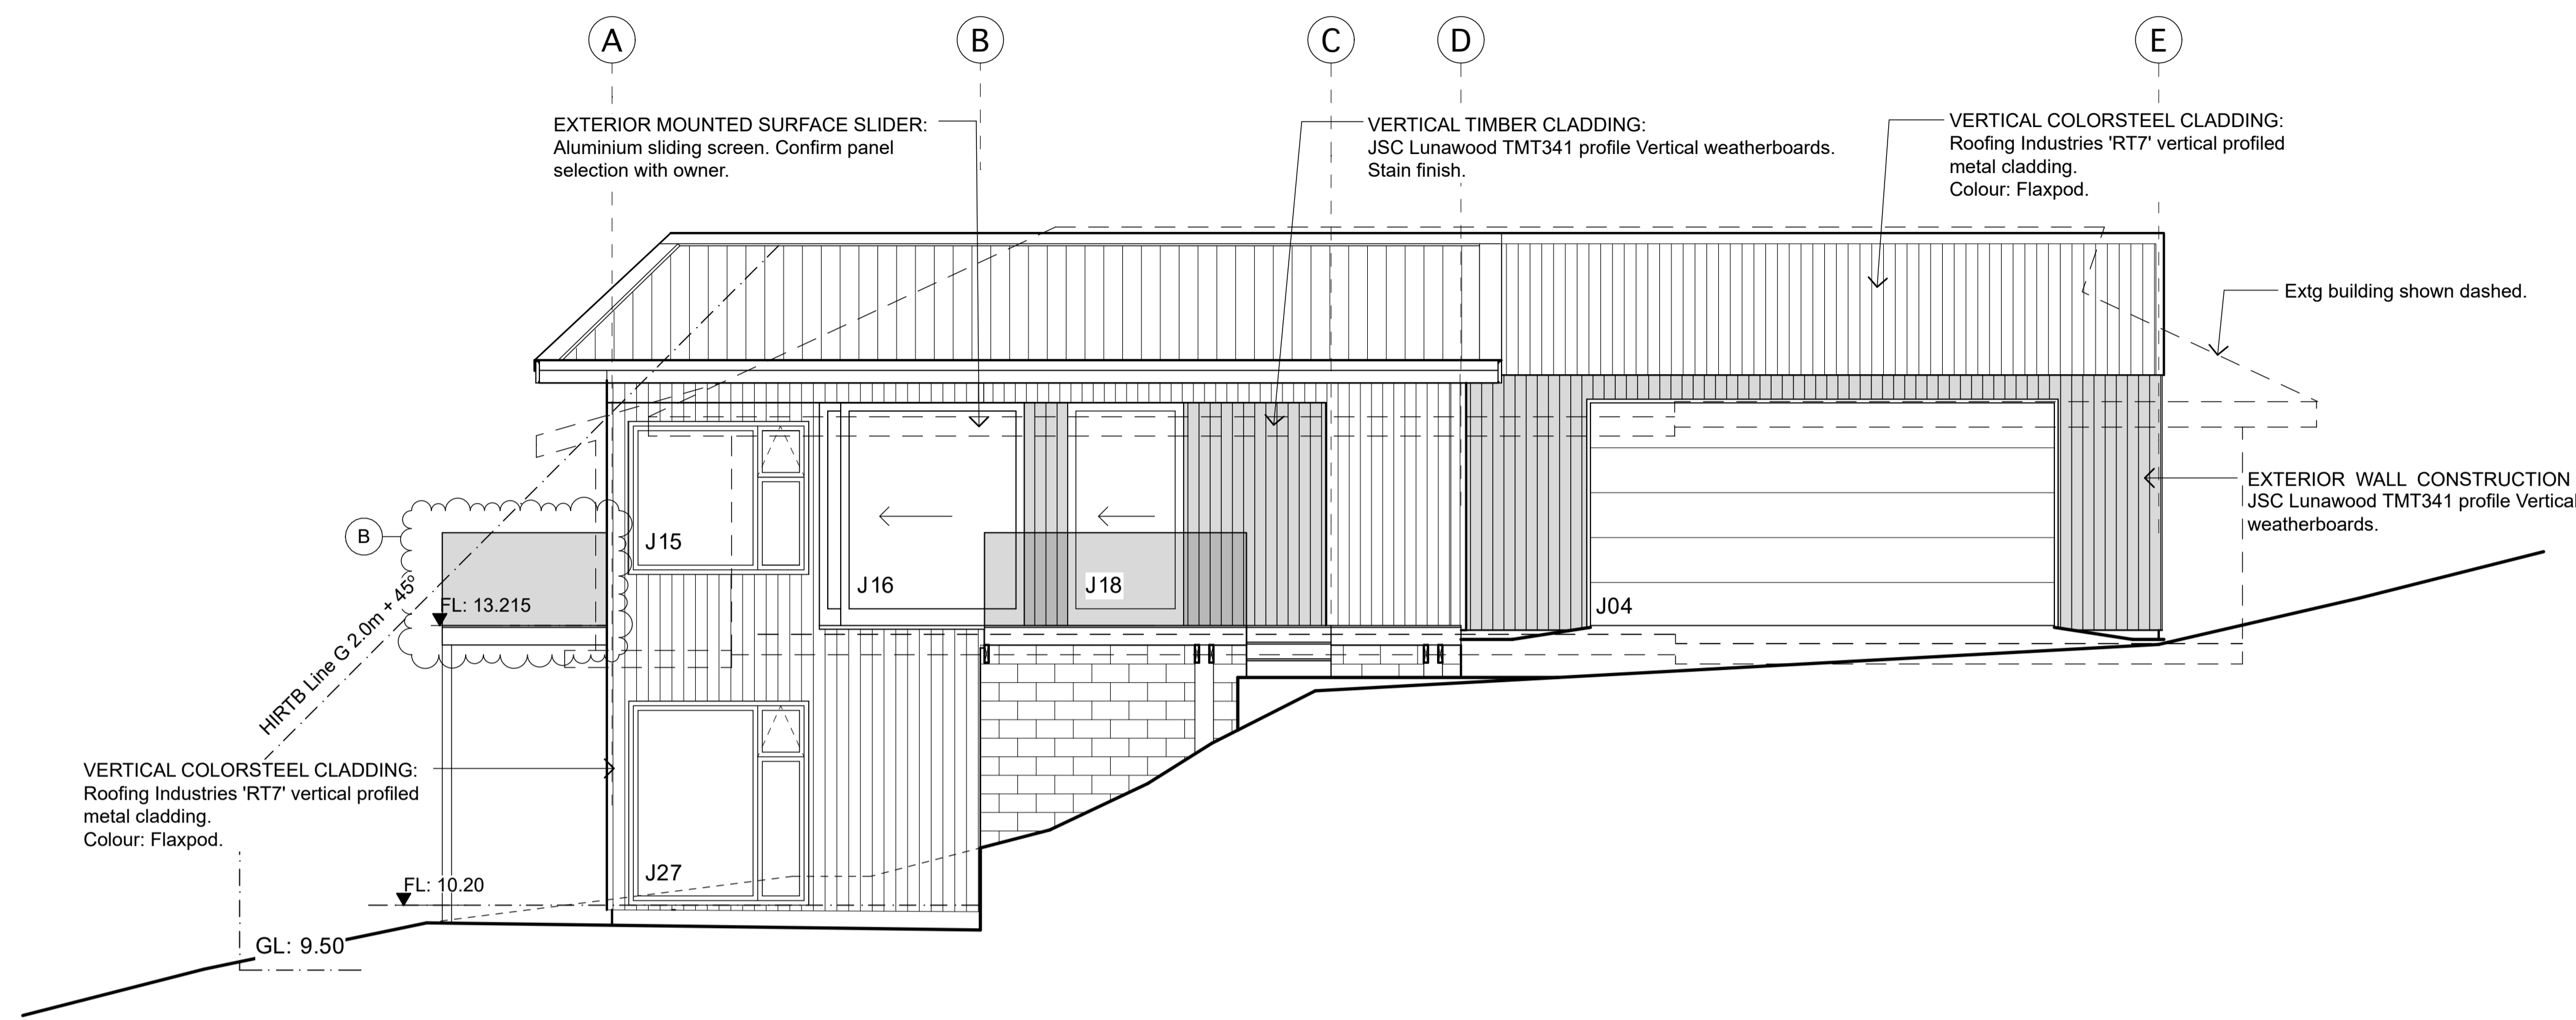 A
B
C
D
E
EXTERIOR MOUNTED SURFACE SLIDER:
Aluminium sliding screen. Confirm panel
selection with owner.
VERTICAL TIMBER CLADDING:
JSC Lunawood TMT341 profile Vertical weatherboards.
Stain finish.
VERTICAL COLORSTEEL CLADDING:
Roofing Industries 'RT7' vertical profiled
metal cladding.
Colour: Flaxpod.
Extg building shown dashed.
EXTERIOR WALL CONSTRUCTION
JSC Lunawood TMT341 profile Vertical
weatherboards.
B
J15
J16
J18
J04
FL: 13.215
HIRTB Line G 2.0m + 45°
VERTICAL COLORSTEEL CLADDING:
Roofing Industries 'RT7' vertical profiled
metal cladding.
Colour: Flaxpod.
J27
FL: 10.20
GL: 9.50